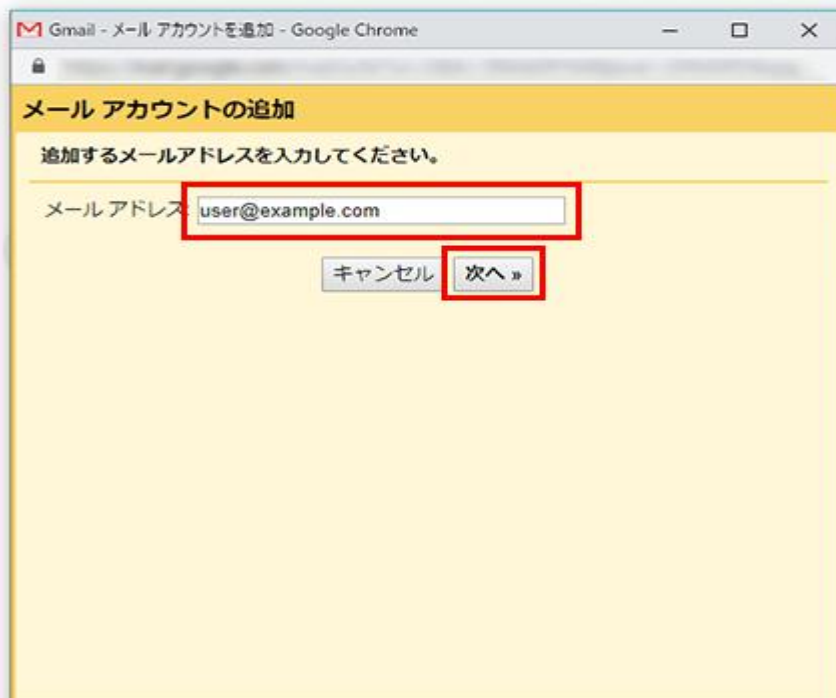 Gmail - メール アカウントを追加 - Google Chrome
メール アカウントの追加
追加するメールアドレスを入力してください。
メール アドレス: user@example.com
キャンセル 次へ »